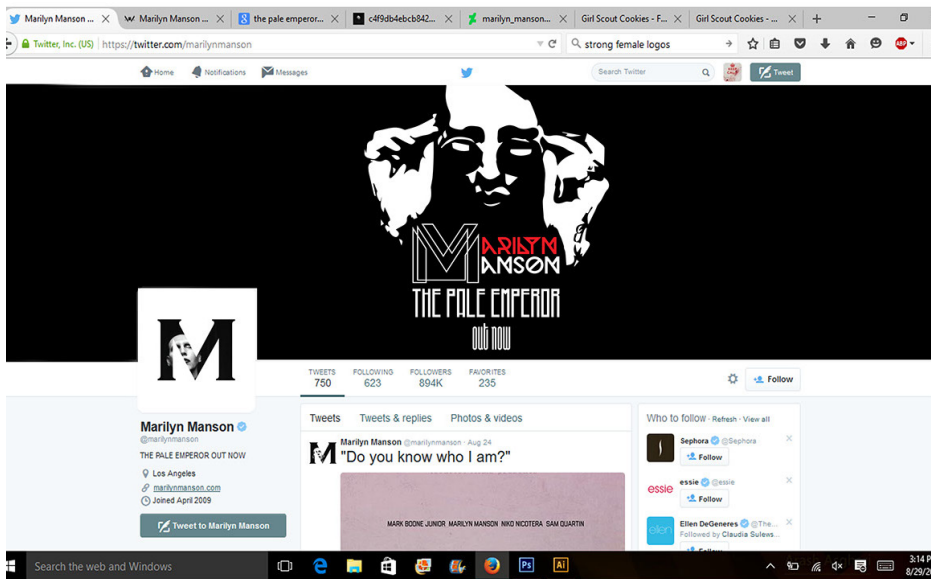 Marilyn Manson ...
Marilyn Manson ...
the pale emperor...
c4f9db4ebcb842...
marilyn_manson...
Girl Scout Cookies - F...
Girl Scout Cookies - ...
Twitter, Inc. (US)
https://twitter.com/marilynmanson
strong female logos
ABP
Home
Notifications
Messages
Search Twitter
Tweet
MARILYN
MANSON
THE PALE EMPEROR
out now
M
TWEETS
FOLLOWING
FOLLOWERS
FAVORITES
750
623
894K
235
Follow
Marilyn Manson
@marilynmanson
THE PALE EMPEROR OUT NOW
Los Angeles
marilynmanson.com
Joined April 2009
Tweet to Marilyn Manson
Tweets
Tweets & replies
Photos & videos
M
Marilyn Manson @marilynmanson · Aug 24
"Do you know who I am?"
MARK BOONE JUNIOR MARILYN MANSON NIKO NICOTERA SAM QUARTIN
Who to follow · Refresh · View all
Sephora @Sephora
Follow
essie
essie @essie
Follow
ellen
Ellen DeGeneres @The...
Followed by Claudia Sulews...
Follow
Search the web and Windows
Ps
Ai
3:14 P
8/29/20